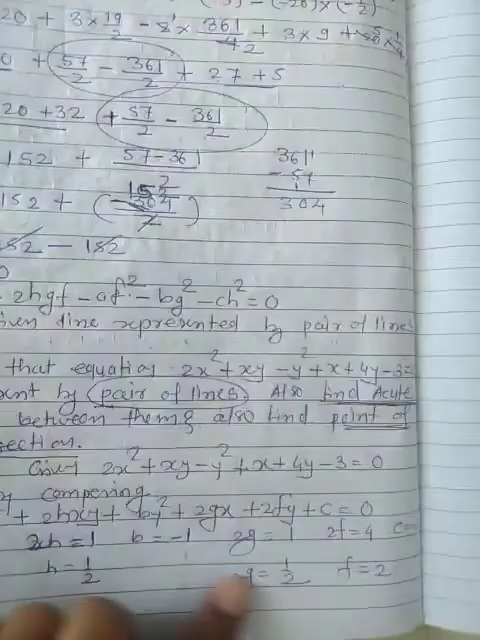 20 + 3 × 19/2 - 8 × 361/4 + 3 × 9 +
0 + 57/2 - 361/2 + 27 + 5
20 + 32 + 57/2 - 361/2
152 + 57 - 361
361 - 57 = 304
152 + (-304/2)
152 - 152
0
2hgf - af² - bg² - ch² = 0
line represented by pair of lines
that equation 2x² + xy - y² + x + 4y - 3 =
by pair of lines Also find Acute
between them & also find point of
section.
Given 2x² + xy - y² + x + 4y - 3 = 0
compering
+ 2hxy + by² + 2gx + 2fy + c = 0
2h = 1 b = -1 2g = 1 2f = 4 c =
h = 1/2 g = 1/2 f = 2